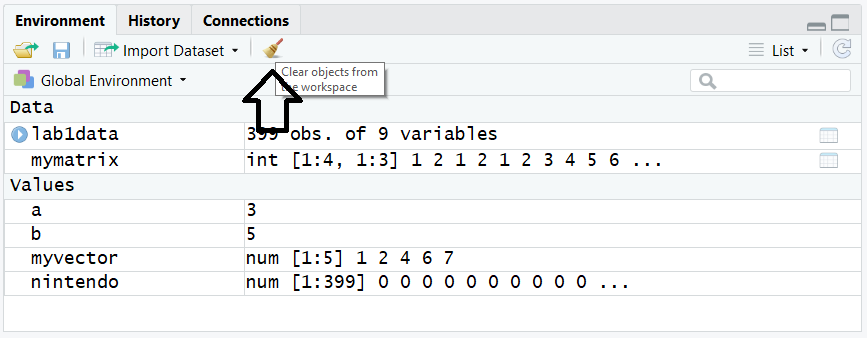 Environment History Connections
Import Dataset List
Clear objects from
the workspace
Global Environment
Data
lab1data 399 obs. of 9 variables
mymatrix int [1:4, 1:3] 1 2 1 2 1 2 3 4 5 6 ...
Values
a 3
b 5
myvector num [1:5] 1 2 4 6 7
nintendo num [1:399] 0 0 0 0 0 0 0 0 0 0 ...